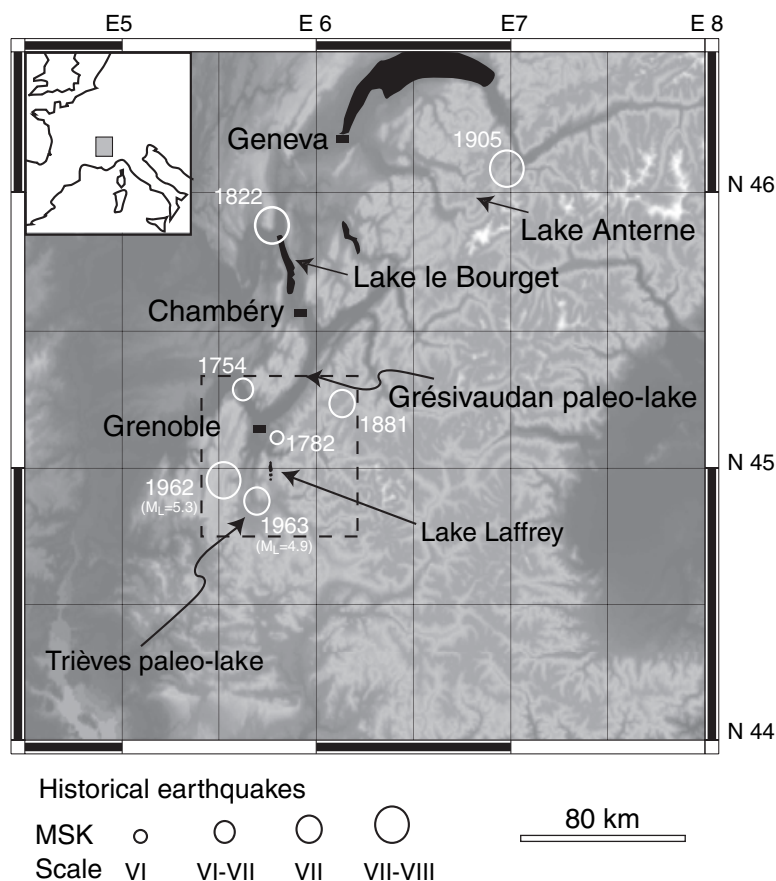 E5 E 6 E7 E 8
Geneva
1905
N 46
1822
Lake Anterne
Lake le Bourget
Chambéry
1754
Grésivaudan paleo-lake
1881
Grenoble
1782
N 45
1962
(ML=5.3)
1963
(ML=4.9)
Lake Laffrey
Trièves paleo-lake
N 44
Historical earthquakes
80 km
MSK
Scale VI VI-VII VII VII-VIII